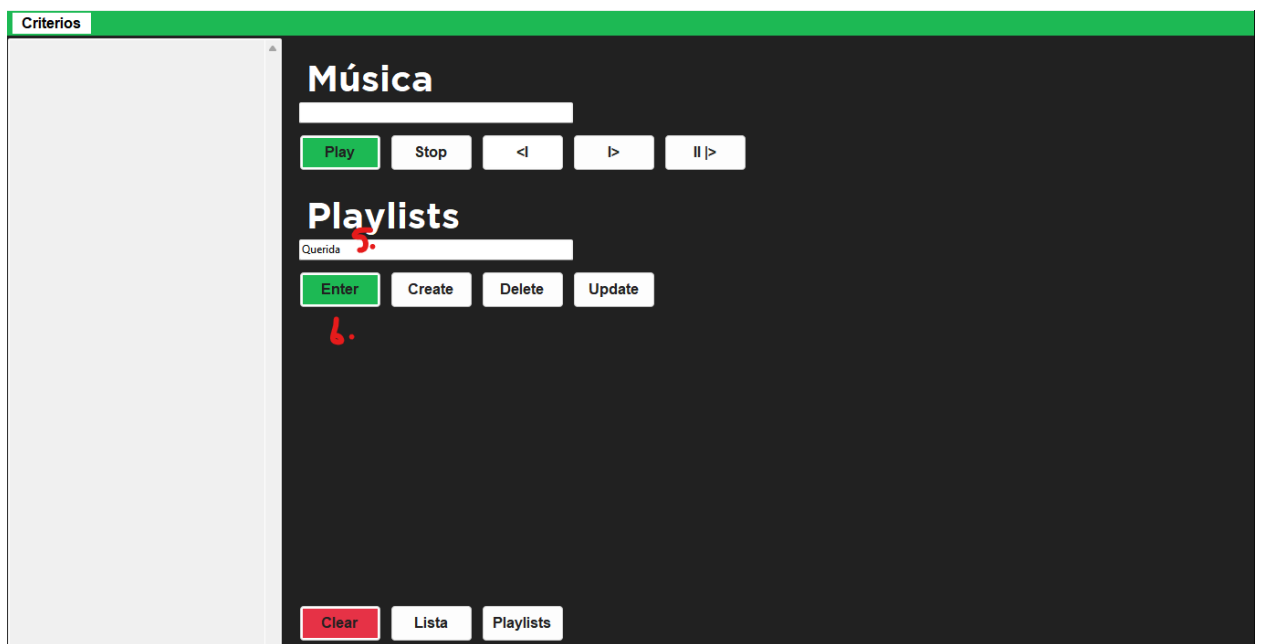 Criterios
Música
Play Stop <I I> II |>
Playlists
Querida 5.
Enter Create Delete Update
6.
Clear Lista Playlists